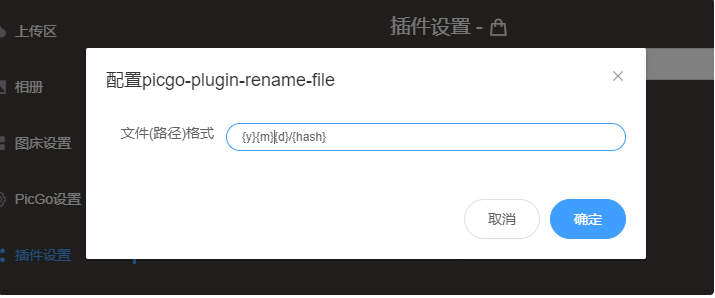 上传区
插件设置 -
相册
图床设置
PicGo设置
插件设置
配置picgo-plugin-rename-file
文件(路径)格式
{y}{m}{d}/{hash}
取消
确定